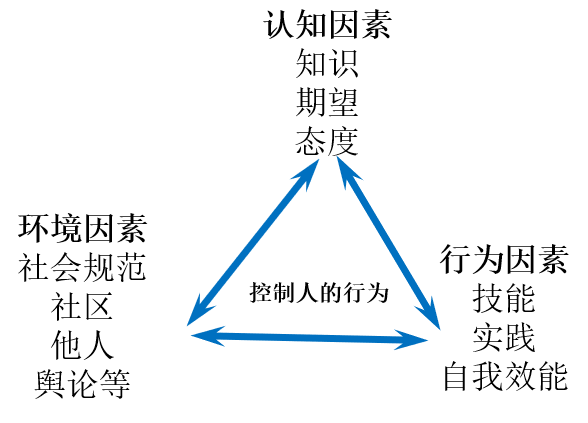 认知因素
知识
期望
态度
环境因素
社会规范
社区
他人
舆论等
控制人的行为
行为因素
技能
实践
自我效能